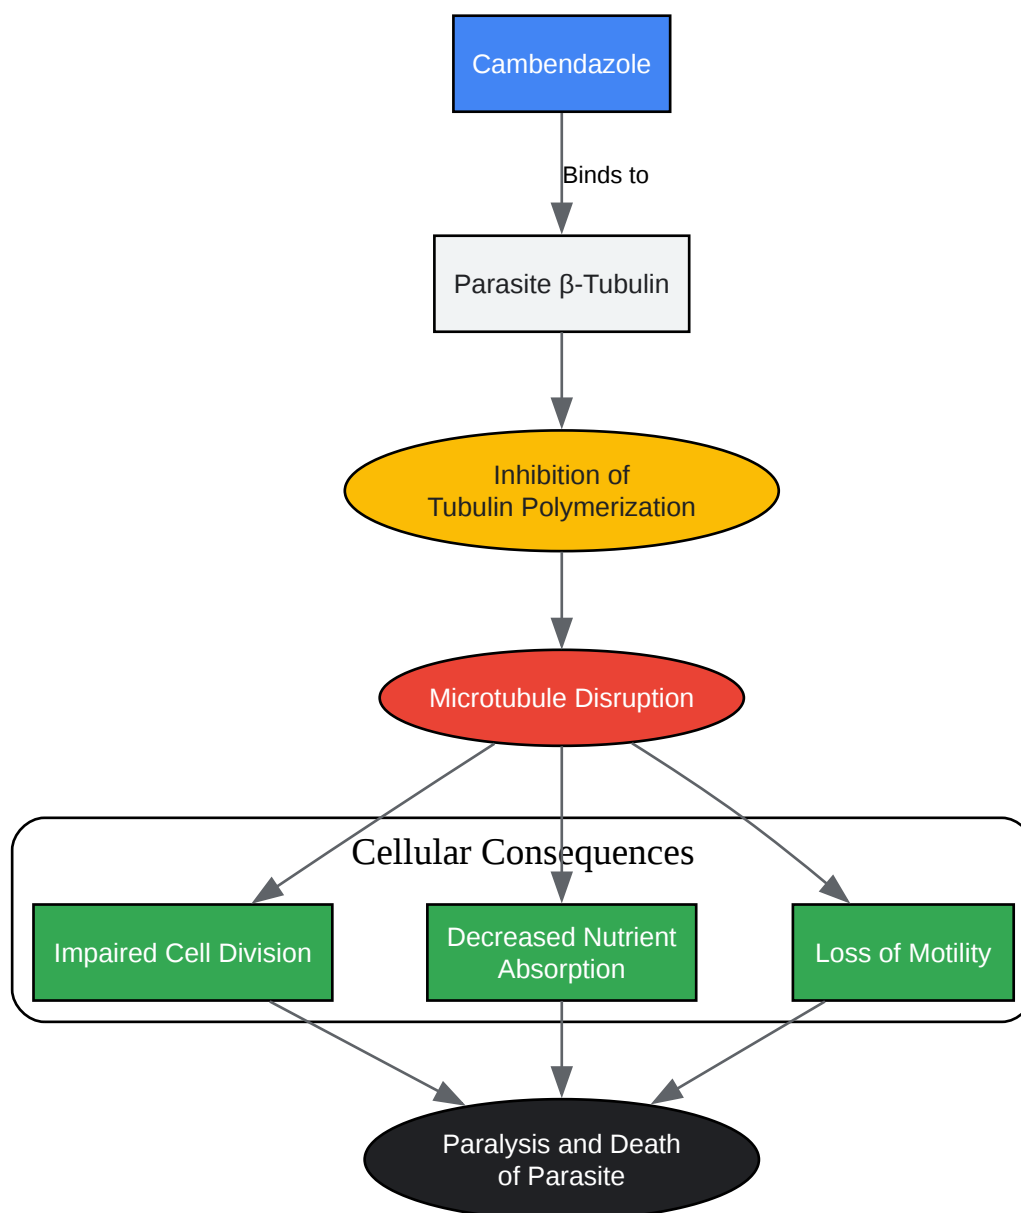 Cambendazole
Binds to
Parasite β-Tubulin
Inhibition of
Tubulin Polymerization
Microtubule Disruption
Cellular Consequences
Impaired Cell Division
Decreased Nutrient
Absorption
Loss of Motility
Paralysis and Death
of Parasite